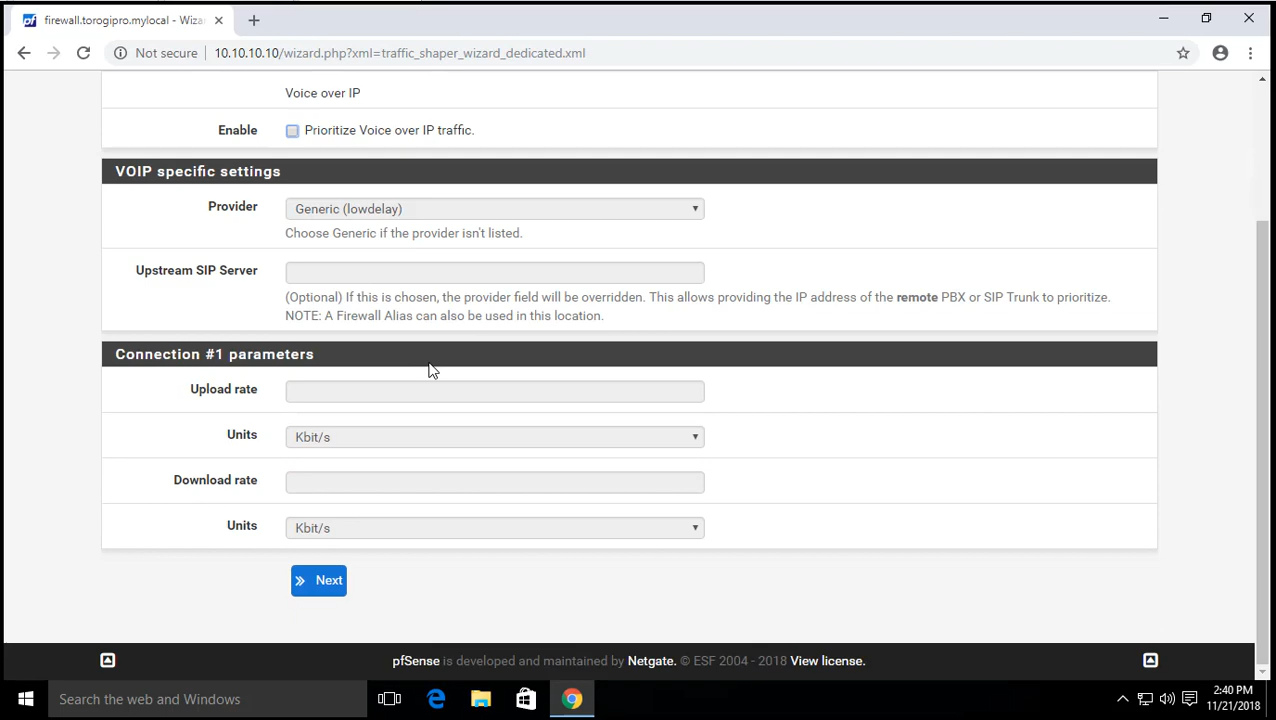 firewall.torogipro.mylocal - Wiza
Not secure
10.10.10.10/wizard.php?xml=traffic_shaper_wizard_dedicated.xml
Voice over IP
Enable
Prioritize Voice over IP traffic.
VOIP specific settings
Provider
Generic (lowdelay)
Choose Generic if the provider isn't listed.
Upstream SIP Server
(Optional) If this is chosen, the provider field will be overridden. This allows providing the IP address of the remote PBX or SIP Trunk to prioritize.
NOTE: A Firewall Alias can also be used in this location.
Connection #1 parameters
Upload rate
Units
Kbit/s
Download rate
Units
Kbit/s
Next
pfSense is developed and maintained by Netgate. © ESF 2004 - 2018 View license.
Search the web and Windows
2:40 PM
11/21/2018